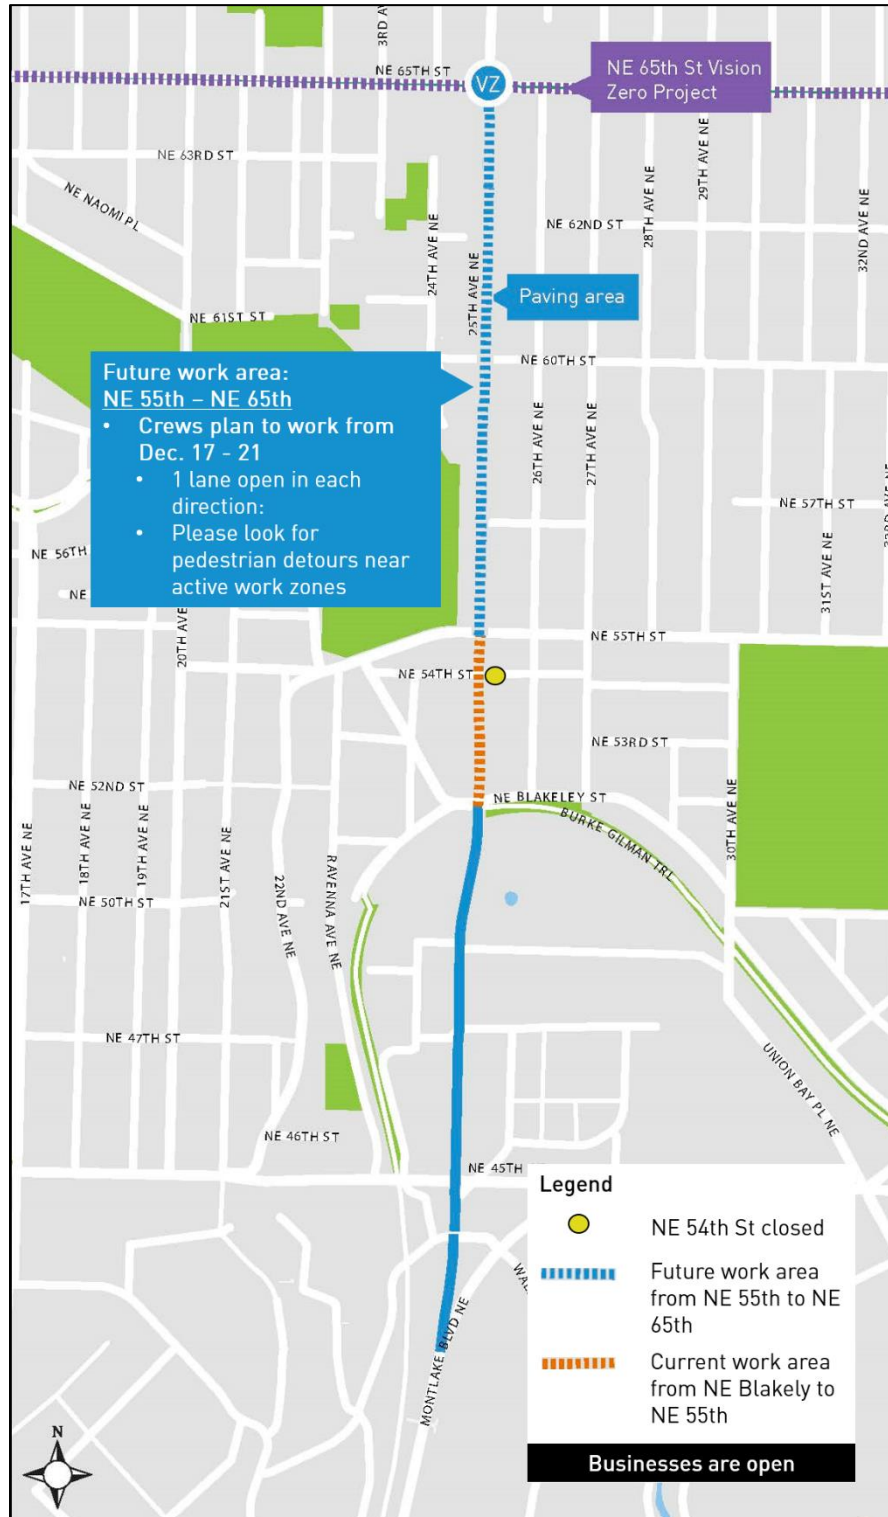 3RD AV
NE 65TH ST
VZ
NE 65th St Vision
Zero Project
NE 63RD ST
NE NAOMI PL
24TH AVE NE
25TH AVE NE
NE 62ND ST
28TH AVE NE
29TH AVE NE
32ND AVE NE
Paving area
NE 61ST ST
NE 60TH ST
Future work area:
NE 55th – NE 65th
• Crews plan to work from
Dec. 17 - 21
• 1 lane open in each
direction:
• Please look for
pedestrian detours near
active work zones
26TH AVE NE
27TH AVE NE
NE 57TH ST
31ST AVE NE
33RD AVE NE
NE 56TH
NE
20TH AVE
NE 55TH ST
NE 54TH ST
NE 53RD ST
NE 52ND ST
NE BLAKELEY ST
BURKE GILMAN TRL
30TH AVE NE
17TH AVE NE
18TH AVE NE
19TH AVE NE
21ST AVE NE
22ND AVE NE
RAVENNA AVE NE
NE 50TH ST
NE 47TH ST
UNION BAY PL NE
NE 46TH ST
NE 45TH
MONTLAKE BLVD NE
N
Legend
NE 54th St closed
Future work area
from NE 55th to NE
65th
Current work area
from NE Blakely to
NE 55th
Businesses are open